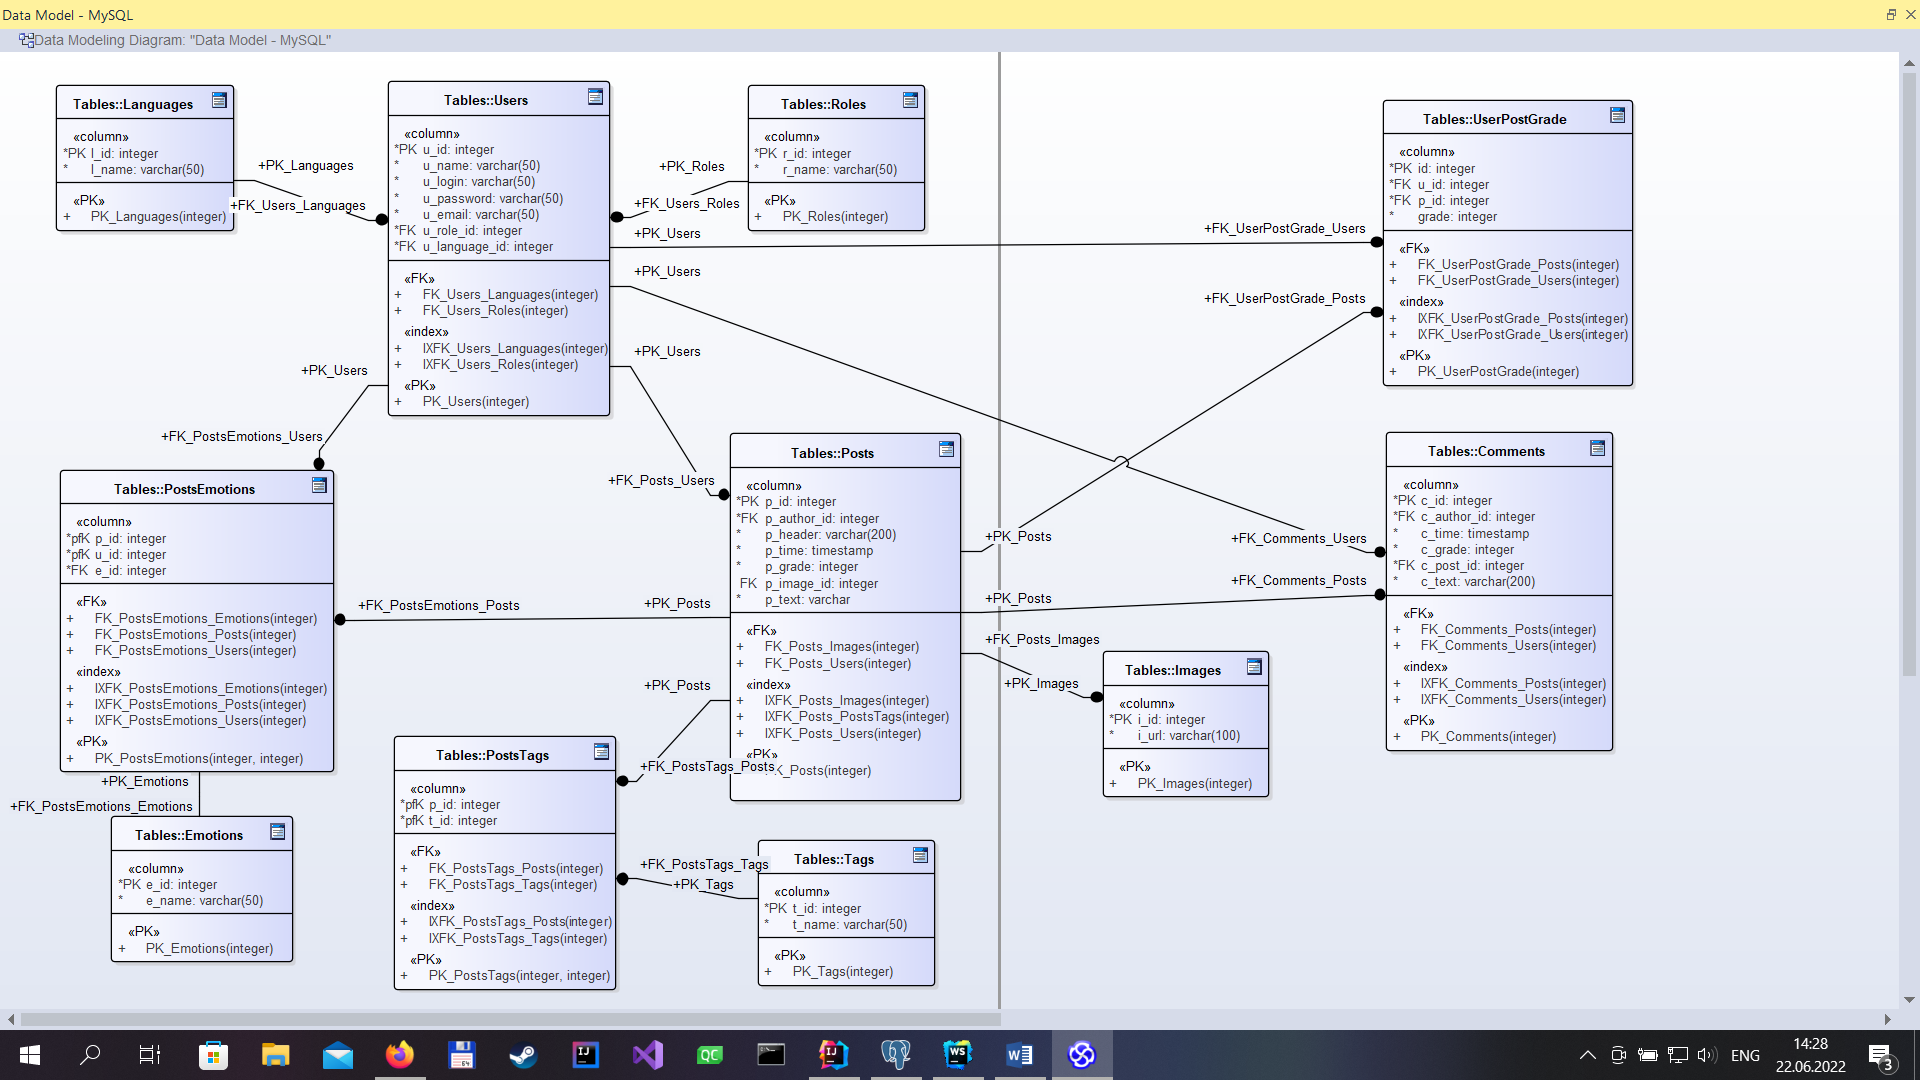 Data Model - MySQL
Data Modeling Diagram: "Data Model - MySQL"
Tables::Languages
«column»
*PK l_id: integer
* l_name: varchar(50)
«PK»
+ PK_Languages(integer)
+PK_Languages
+FK_Users_Languages
Tables::Users
«column»
*PK u_id: integer
* u_name: varchar(50)
* u_login: varchar(50)
* u_password: varchar(50)
* u_email: varchar(50)
*FK u_role_id: integer
*FK u_language_id: integer
«FK»
+ FK_Users_Languages(integer)
+ FK_Users_Roles(integer)
«index»
+ IXFK_Users_Languages(integer)
+ IXFK_Users_Roles(integer)
«PK»
+ PK_Users(integer)
+PK_Roles
+FK_Users_Roles
Tables::Roles
«column»
*PK r_id: integer
* r_name: varchar(50)
«PK»
+ PK_Roles(integer)
+PK_Users
+FK_UserPostGrade_Users
+PK_Users
+FK_UserPostGrade_Posts
Tables::UserPostGrade
«column»
*PK id: integer
*FK u_id: integer
*FK p_id: integer
* grade: integer
«FK»
+ FK_UserPostGrade_Posts(integer)
+ FK_UserPostGrade_Users(integer)
«index»
+ IXFK_UserPostGrade_Posts(integer)
+ IXFK_UserPostGrade_Users(integer)
«PK»
+ PK_UserPostGrade(integer)
+PK_Users
+PK_Users
+FK_PostsEmotions_Users
+FK_Posts_Users
Tables::PostsEmotions
«column»
*pfK p_id: integer
*pfK u_id: integer
*FK e_id: integer
«FK»
+ FK_PostsEmotions_Emotions(integer)
+ FK_PostsEmotions_Posts(integer)
+ FK_PostsEmotions_Users(integer)
«index»
+ IXFK_PostsEmotions_Emotions(integer)
+ IXFK_PostsEmotions_Posts(integer)
+ IXFK_PostsEmotions_Users(integer)
«PK»
+ PK_PostsEmotions(integer, integer)
+FK_PostsEmotions_Posts
+PK_Posts
Tables::Posts
«column»
*PK p_id: integer
*FK p_author_id: integer
* p_header: varchar(200)
* p_time: timestamp
* p_grade: integer
FK p_image_id: integer
* p_text: varchar
«FK»
+ FK_Posts_Images(integer)
+ FK_Posts_Users(integer)
«index»
+ IXFK_Posts_Images(integer)
+ IXFK_Posts_PostsTags(integer)
+ IXFK_Posts_Users(integer)
«PK»
K_Posts(integer)
+PK_Posts
+FK_Comments_Users
+FK_Comments_Posts
+PK_Posts
Tables::Comments
«column»
*PK c_id: integer
*FK c_author_id: integer
* c_time: timestamp
* c_grade: integer
*FK c_post_id: integer
* c_text: varchar(200)
«FK»
+ FK_Comments_Posts(integer)
+ FK_Comments_Users(integer)
«index»
+ IXFK_Comments_Posts(integer)
+ IXFK_Comments_Users(integer)
«PK»
+ PK_Comments(integer)
+FK_Posts_Images
+PK_Images
Tables::Images
«column»
*PK i_id: integer
* i_url: varchar(100)
«PK»
+ PK_Images(integer)
+PK_Posts
+FK_PostsTags_Posts
Tables::PostsTags
«column»
*pfK p_id: integer
*pfK t_id: integer
«FK»
+ FK_PostsTags_Posts(integer)
+ FK_PostsTags_Tags(integer)
«index»
+ IXFK_PostsTags_Posts(integer)
+ IXFK_PostsTags_Tags(integer)
«PK»
+ PK_PostsTags(integer, integer)
+PK_Emotions
+FK_PostsEmotions_Emotions
Tables::Emotions
«column»
*PK e_id: integer
* e_name: varchar(50)
«PK»
+ PK_Emotions(integer)
+FK_PostsTags_Tags
+PK_Tags
Tables::Tags
«column»
*PK t_id: integer
* t_name: varchar(50)
«PK»
+ PK_Tags(integer)
64
IJ
QC
IJ
WS
W
ENG
14:28
22.06.2022
3